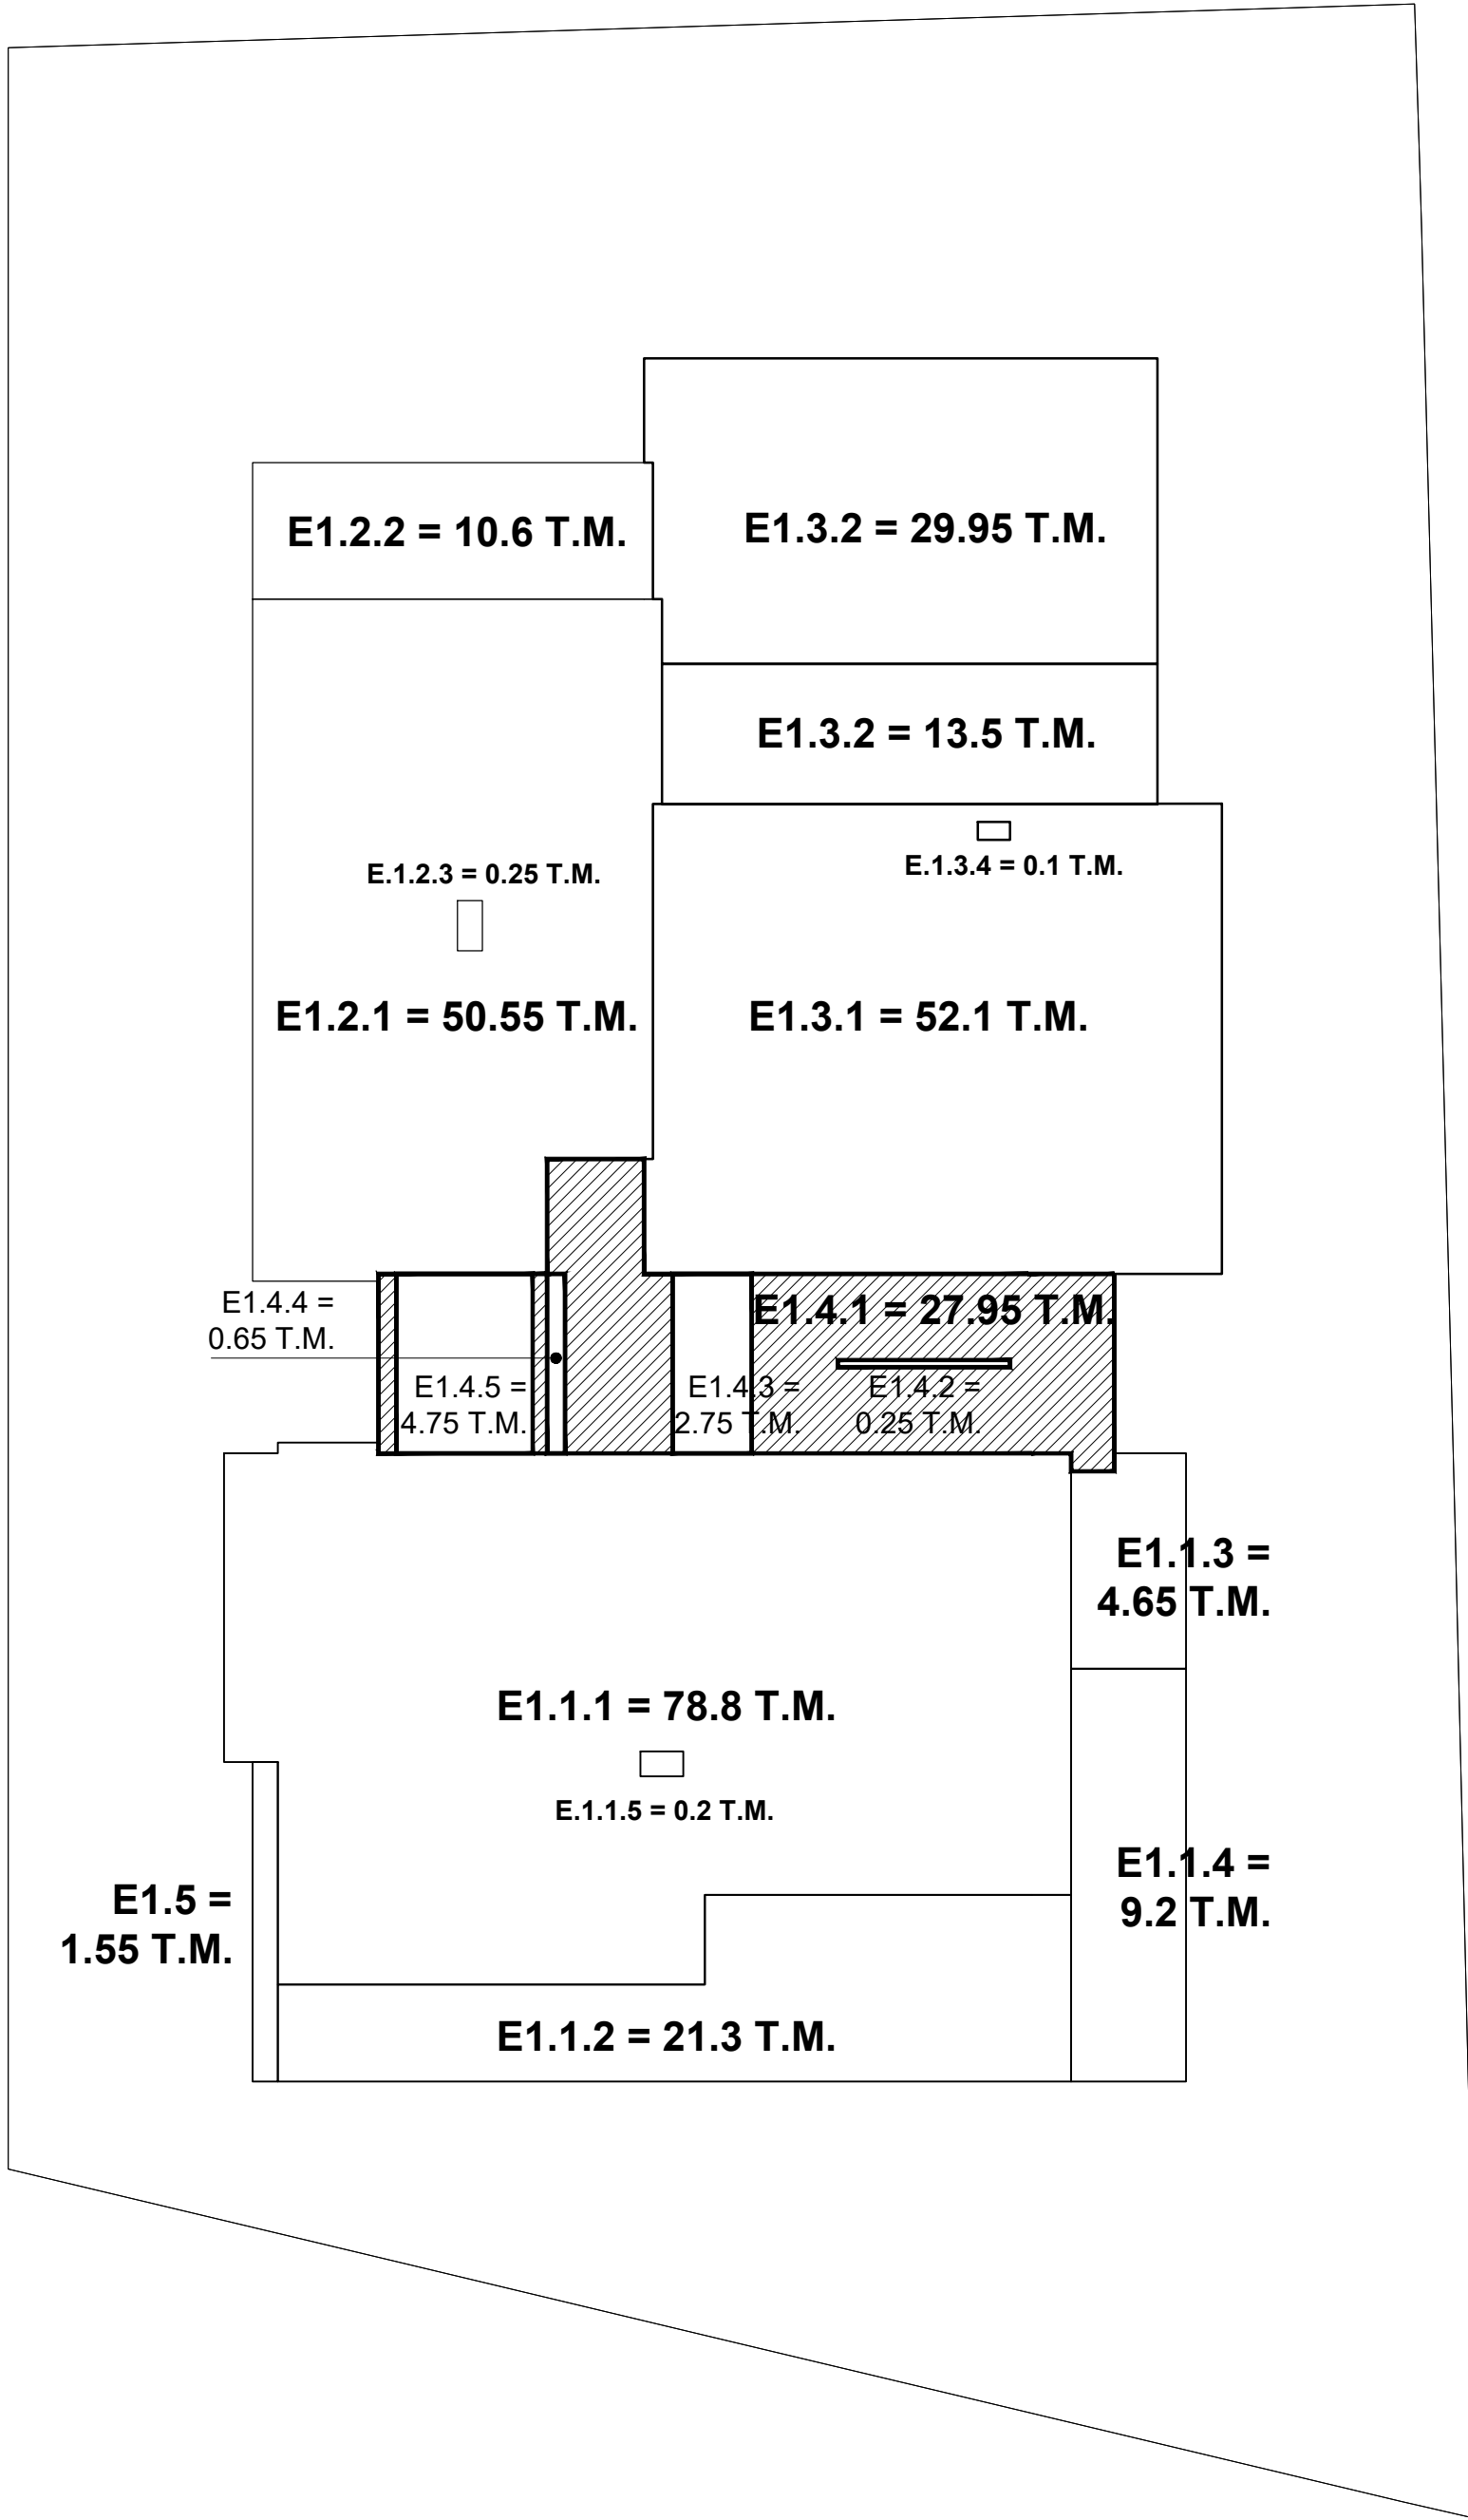 E1.2.2 = 10.6 T.M.
E1.3.2 = 29.95 T.M.
E1.3.2 = 13.5 T.M.
E.1.2.3 = 0.25 T.M.
E.1.3.4 = 0.1 T.M.
E1.2.1 = 50.55 T.M.
E1.3.1 = 52.1 T.M.
E1.4.4 =
0.65 T.M.
E1.4.1 = 27.95 T.M.
E1.4.5 =
4.75 T.M.
E1.4.3 =
2.75 T.M.
E1.4.2 =
0.25 T.M.
E1.1.3 =
4.65 T.M.
E1.1.1 = 78.8 T.M.
E.1.1.5 = 0.2 T.M.
E1.5 =
1.55 T.M.
E1.1.4 =
9.2 T.M.
E1.1.2 = 21.3 T.M.